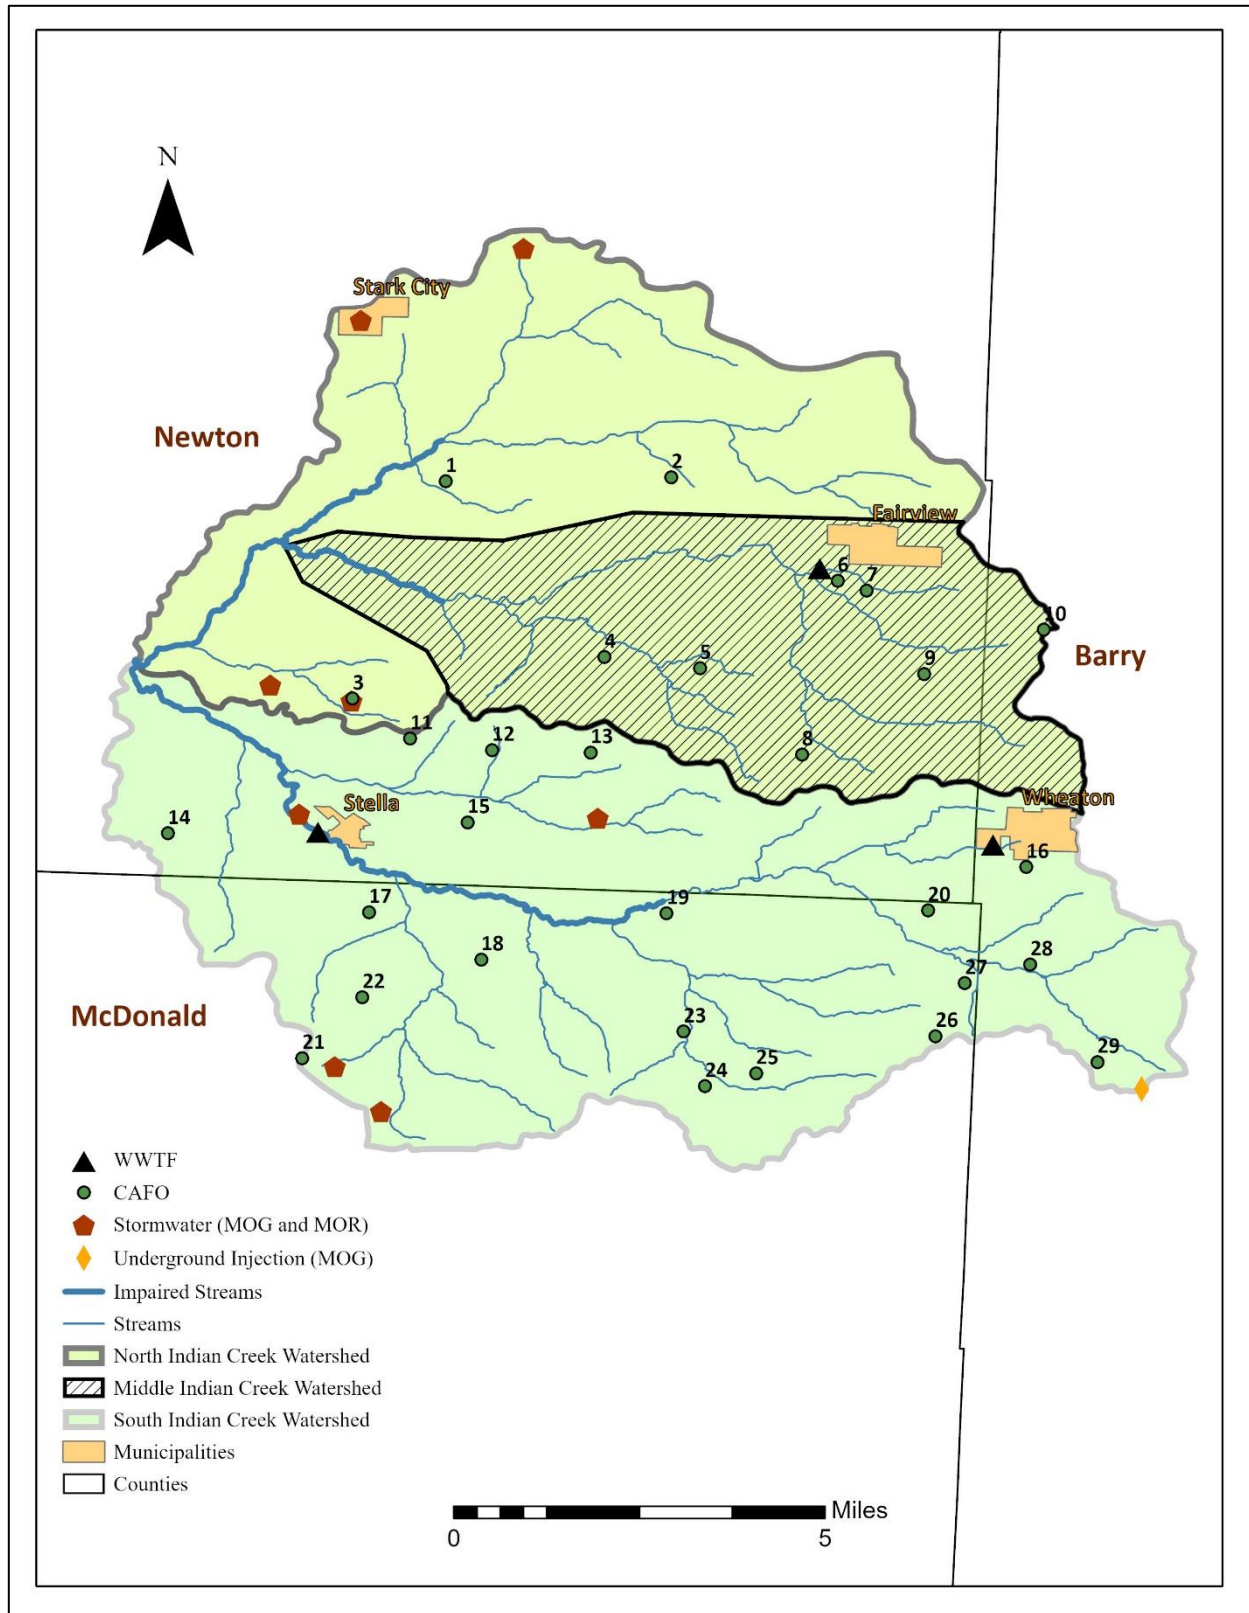 N
Stark City
Newton
1
2
Fairview
6
7
10
4
5
9
Barry
3
11
12
13
8
Wheaton
Stella
14
15
16
17
19
20
18
28
27
22
McDonald
23
26
21
24
25
29
WWTF
CAFO
Stormwater (MOG and MOR)
Underground Injection (MOG)
Impaired Streams
Streams
North Indian Creek Watershed
Middle Indian Creek Watershed
South Indian Creek Watershed
Municipalities
Counties
Miles
0
5